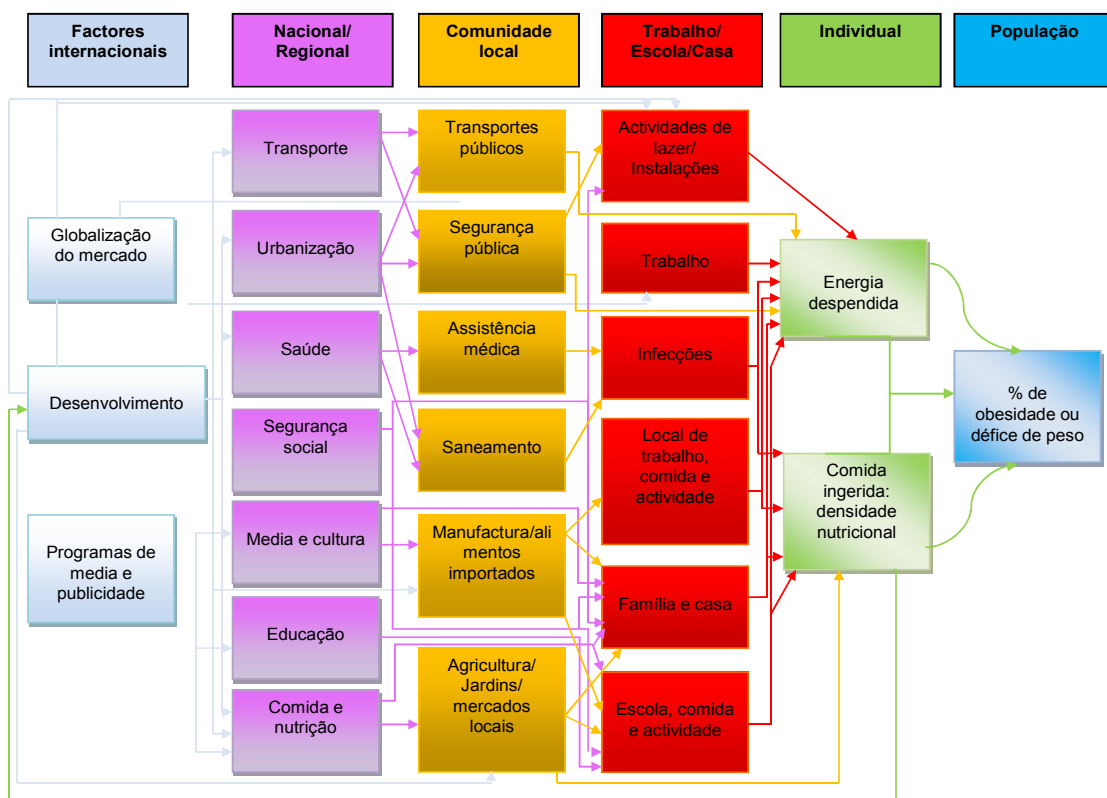 Factores
internacionais
Nacional/
Regional
Comunidade
local
Trabalho/
Escola/Casa
Individual
População
Globalização
do mercado
Desenvolvimento
Programas de
media e
publicidade
Transporte
Urbanização
Saúde
Segurança
social
Media e cultura
Educação
Comida e
nutrição
Transportes
públicos
Segurança
pública
Assistência
médica
Saneamento
Manufactura/ali
mentos
importados
Agricultura/
Jardins/
mercados
locais
Actividades de
lazer/
Instalações
Trabalho
Infecções
Local de
trabalho,
comida e
actividade
Família e casa
Escola, comida
e actividade
Energia
despendida
Comida
ingerida:
densidade
nutricional
% de
obesidade ou
défice de peso